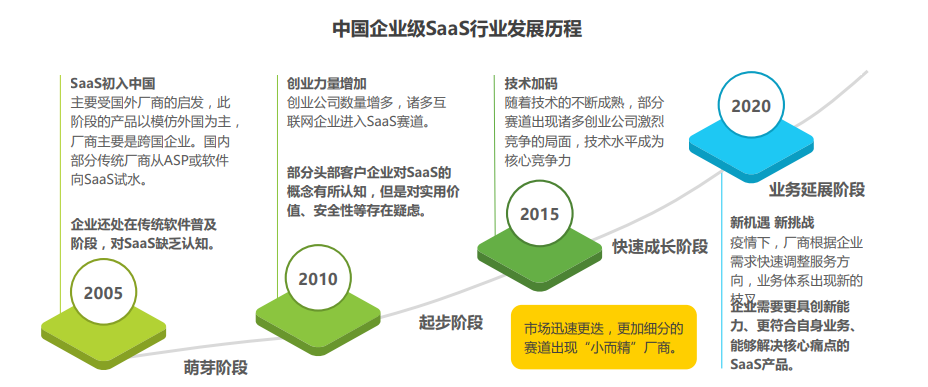 中国企业级SaaS行业发展历程
SaaS初入中国
主要受国外厂商的启发，此
阶段的产品以模仿外国为主，
厂商主要是跨国企业。国内
部分传统厂商从ASP或软件
向SaaS试水。
企业还处在传统软件普及
阶段，对SaaS缺乏认知。
2005
萌芽阶段
创业力量增加
创业公司数量增多，诸多互
联网企业进入SaaS赛道。
部分头部客户企业对SaaS的
概念有所认知，但是对实用价
值、安全性等存在疑虑。
2010
起步阶段
技术加码
随着技术的不断成熟，部分
赛道出现诸多创业公司激烈
竞争的局面，技术水平成为
核心竞争力
2015
快速成长阶段
市场迅速更迭，更加细分的
赛道出现“小而精”厂商。
2020
业务延展阶段
新机遇 新挑战
疫情下，厂商根据企业
需求快速调整服务方
向，业务体系出现新的
枝叉
企业需要更具创新能
力、更符合自身业务、
能够解决核心痛点的
SaaS产品。